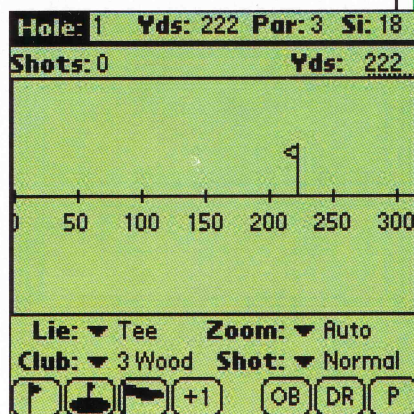 Hole: 1 Yds: 222 Par: 3 Si: 18
Shots: 0 Yds: 222
0 50 100 150 200 250 300
Lie: Tee Zoom: Auto
Club: 3 Wood Shot: Normal
+1 OB DR P